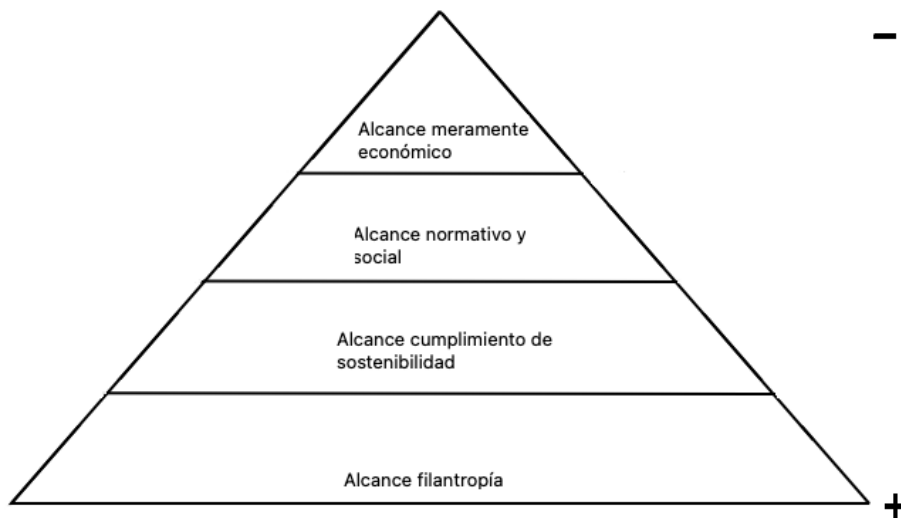 −
Alcance meramente
económico
Alcance normativo y
social
Alcance cumplimiento de
sostenibilidad
Alcance filantropía
+